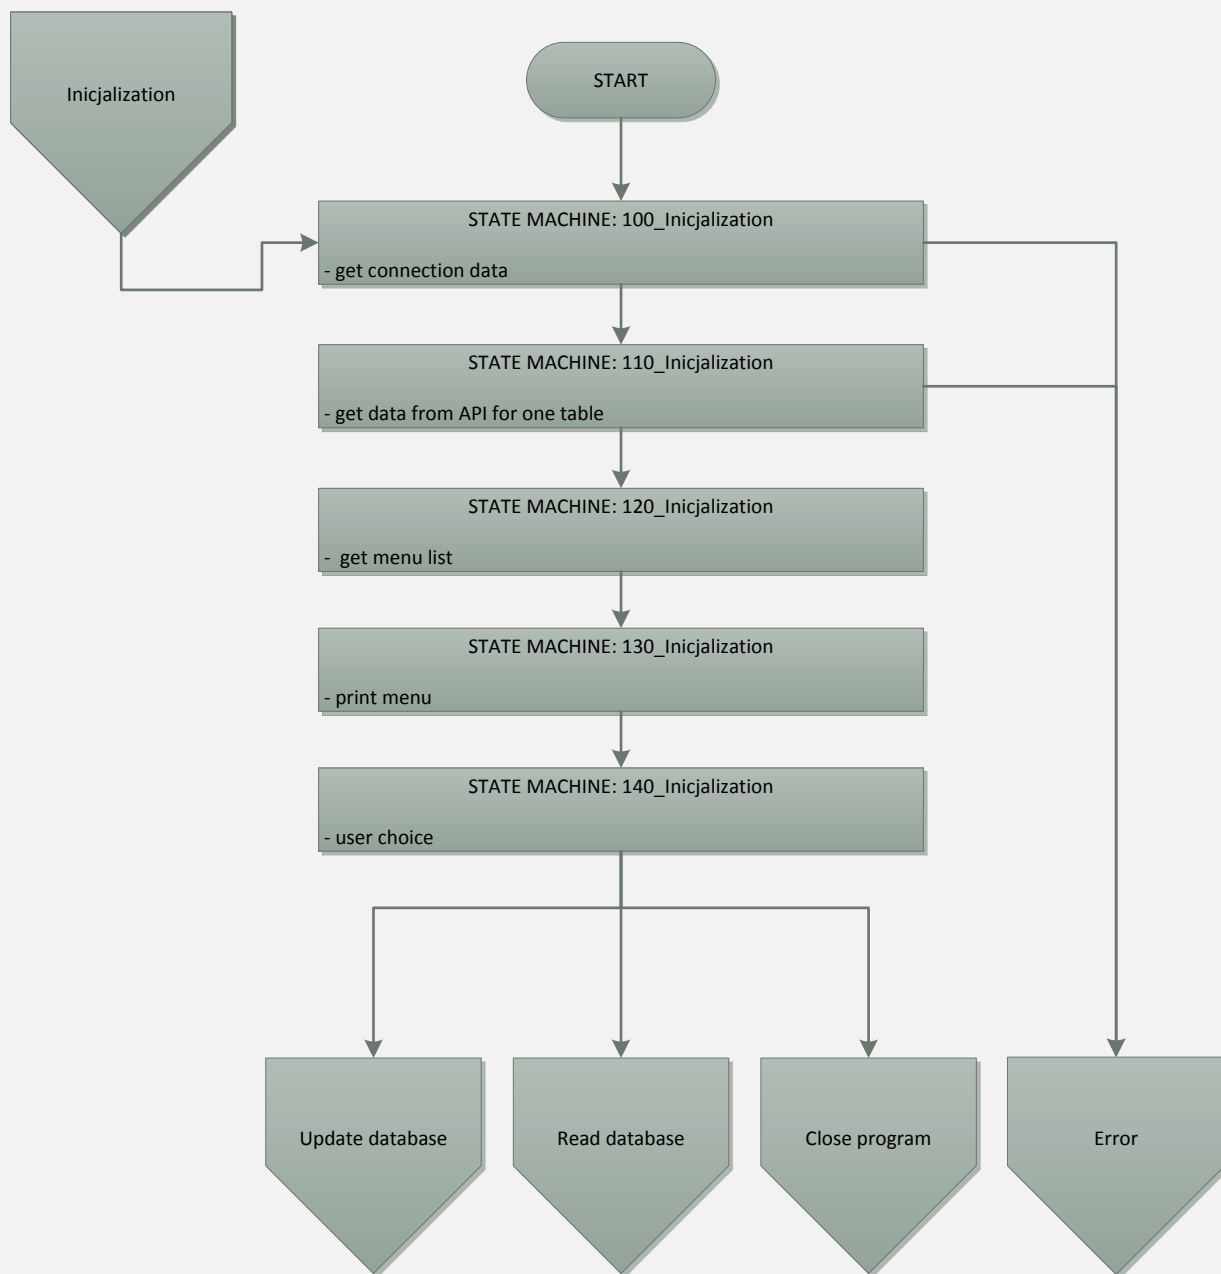 Inicjalization
START
STATE MACHINE: 100_Inicjalization
- get connection data
STATE MACHINE: 110_Inicjalization
- get data from API for one table
STATE MACHINE: 120_Inicjalization
-  get menu list
STATE MACHINE: 130_Inicjalization
- print menu
STATE MACHINE: 140_Inicjalization
- user choice
Update database
Read database
Close program
Error